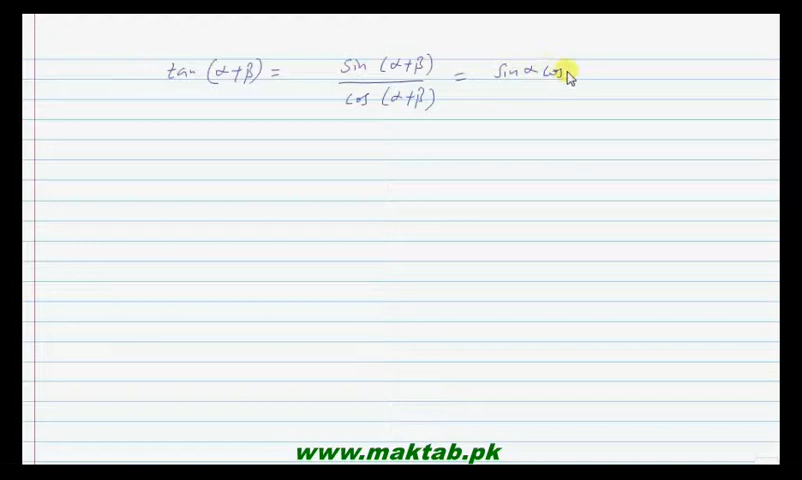 tan (α+β) = sin (α+β) / cos (α+β) = sin α cos
www.maktab.pk